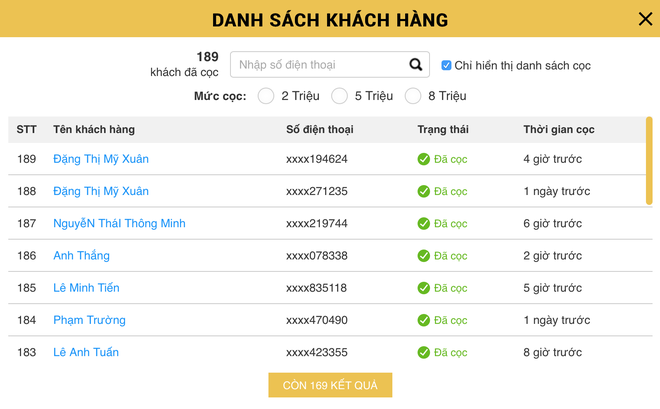 DANH SÁCH KHÁCH HÀNG
189
khách đã cọc
Nhập số điện thoại
Chỉ hiển thị danh sách cọc
Mức cọc: 2 Triệu 5 Triệu 8 Triệu
STT Tên khách hàng Số điện thoại Trạng thái Thời gian cọc
189 Đặng Thị Mỹ Xuân xxxx194624 Đã cọc 4 giờ trước
188 Đặng Thị Mỹ Xuân xxxx271235 Đã cọc 1 ngày trước
187 NguyễN TháI Thông Minh xxxx219744 Đã cọc 6 giờ trước
186 Anh Thắng xxxx078338 Đã cọc 2 giờ trước
185 Lê Minh Tiến xxxx835118 Đã cọc 5 giờ trước
184 Phạm Trường xxxx470490 Đã cọc 1 ngày trước
183 Lê Anh Tuấn xxxx423355 Đã cọc 8 giờ trước
CÒN 169 KẾT QUẢ